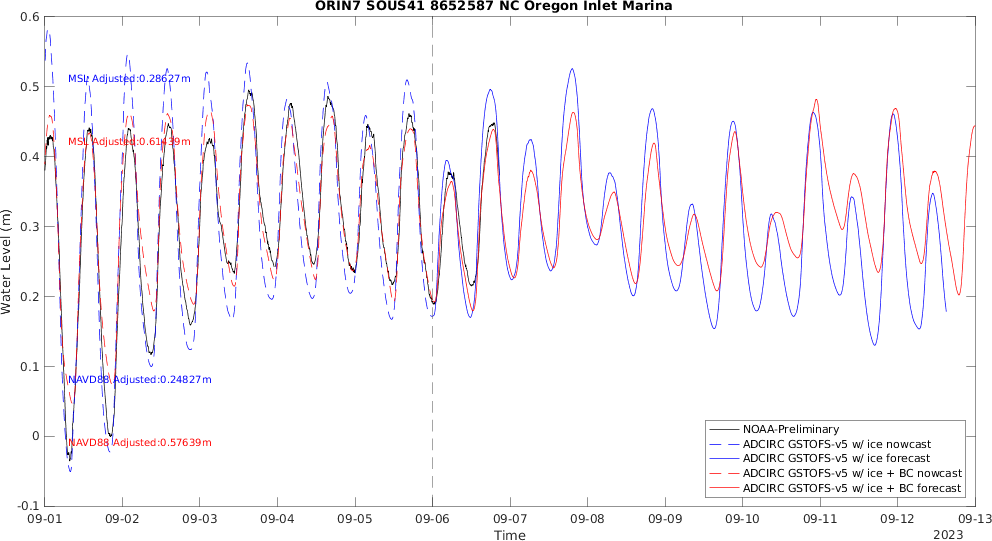 ORIN7 SOUS41 8652587 NC Oregon Inlet Marina
0.6
0.5
0.4
0.3
0.2
0.1
0
-0.1
Water Level (m)
MSL Adjusted:0.28627m
MSL Adjusted:0.61439m
NAVD88 Adjusted:0.24827m
NAVD88 Adjusted:0.57639m
NOAA-Preliminary
ADCIRC GSTOFS-v5 w/ ice nowcast
ADCIRC GSTOFS-v5 w/ ice forecast
ADCIRC GSTOFS-v5 w/ ice + BC nowcast
ADCIRC GSTOFS-v5 w/ ice + BC forecast
09-01 09-02 09-03 09-04 09-05 09-06 09-07 09-08 09-09 09-10 09-11 09-12 09-13
Time
2023